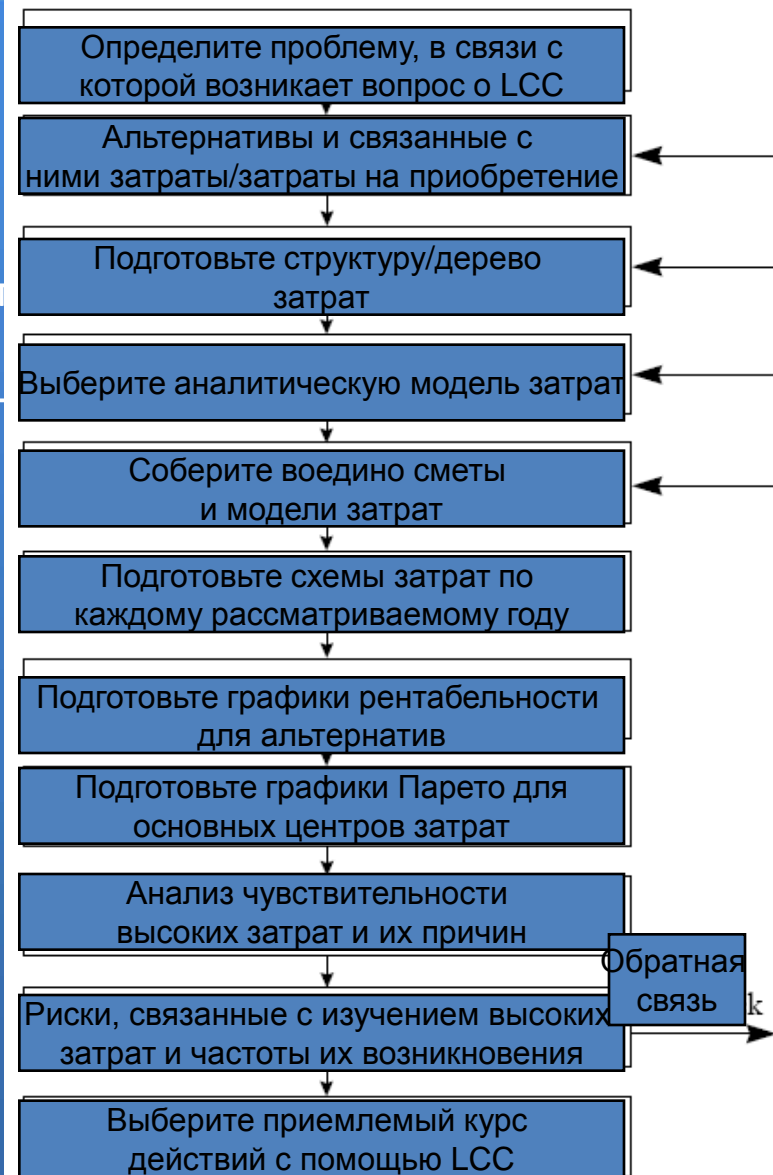 Определите проблему, в связи с
которой возникает вопрос о LCC
Альтернативы и связанные с
ними затраты/затраты на приобретение
Подготовьте структуру/дерево
затрат
Выберите аналитическую модель затрат
Соберите воедино сметы
и модели затрат
Подготовьте схемы затрат по
каждому рассматриваемому году
Подготовьте графики рентабельности
для альтернатив
Подготовьте графики Парето для
основных центров затрат
Анализ чувствительности
высоких затрат и их причин
Обратная
связь
k
Риски, связанные с изучением высоких
затрат и частоты их возникновения
Выберите приемлемый курс
действий с помощью LCC